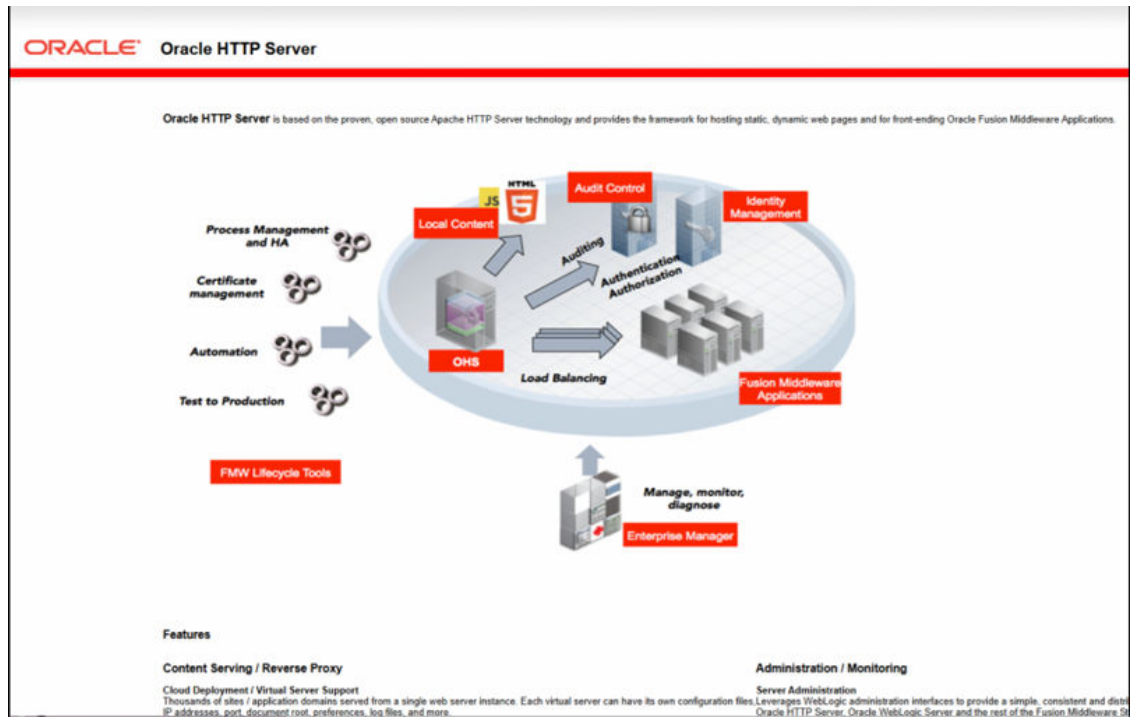 ORACLE® Oracle HTTP Server
Oracle HTTP Server is based on the proven, open source Apache HTTP Server technology and provides the framework for hosting static, dynamic web pages and for front-ending Oracle Fusion Middleware Applications.
HTML
JS
5
Audit Control
Identity
Management
Local Content
Process Management
and HA
Auditing
Authentication
Authorization
Certificate
management
Automation
OHS
Load Balancing
Test to Production
Fusion Middleware
Applications
FMW Lifecycle Tools
Manage, monitor,
diagnose
Enterprise Manager
Features
Content Serving / Reverse Proxy
Cloud Deployment / Virtual Server Support
Thousands of sites / application domains served from a single web server instance. Each virtual server can have its own configuration files,
IP addresses, port, document root, preferences, log files, and more.
Administration / Monitoring
Server Administration
Leverages WebLogic administration interfaces to provide a simple, consistent and
Oracle HTTP Server, Oracle WebLogic Server and the rest of the Fusion Middleware